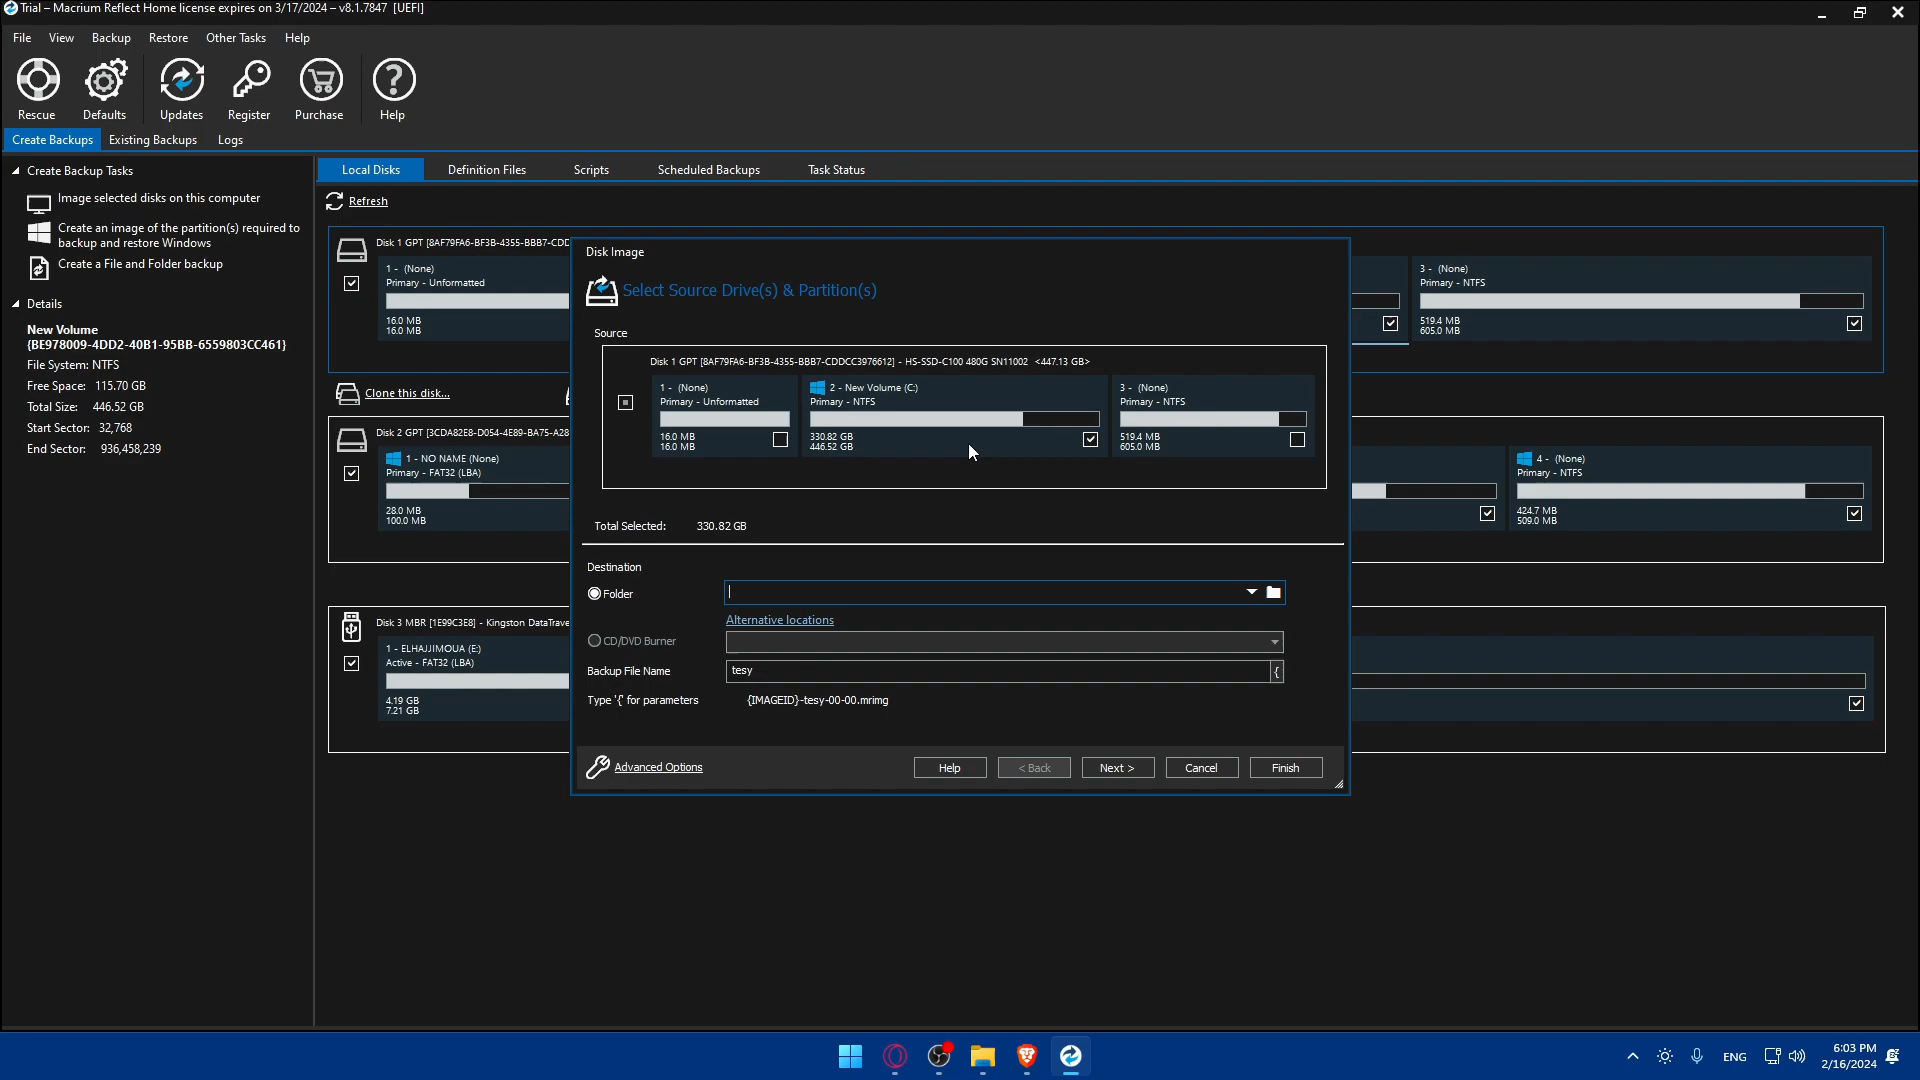 Trial – Macrium Reflect Home license expires on 3/17/2024 – v8.1.7847  [UEFI]
File View Backup Restore Other Tasks Help
Rescue Defaults Updates Register Purchase Help
Create Backups Existing Backups Logs
Create Backup Tasks
Image selected disks on this computer
Create an image of the partition(s) required to
backup and restore Windows
Create a File and Folder backup
Details
New Volume
{BE978009-4DD2-40B1-95BB-6559803CC461}
File System: NTFS
Free Space: 115.70 GB
Total Size: 446.52 GB
Start Sector: 32,768
End Sector: 936,458,239
Local Disks Definition Files Scripts Scheduled Backups Task Status
Refresh
Disk 1 GPT [8AF79FA6-BF3B-4355-BBB7-CDD
1 - (None)
Primary - Unformatted
16.0 MB
16.0 MB
3 - (None)
Primary - NTFS
519.4 MB
605.0 MB
Clone this disk...
Disk 2 GPT [3CDA82E8-D054-4E89-BA75-A28
1 - NO NAME (None)
Primary - FAT32 (LBA)
28.0 MB
100.0 MB
4 - (None)
Primary - NTFS
424.7 MB
509.0 MB
Disk 3 MBR [1E99C3E8] - Kingston DataTrave
1 - ELHAJJIMOUA (E:)
Active - FAT32 (LBA)
4.19 GB
7.21 GB
Disk Image
Select Source Drive(s) & Partition(s)
Source
Disk 1 GPT [8AF79FA6-BF3B-4355-BBB7-CDDCC3976612] - HS-SSD-C100 480G SN11002 <447.13 GB>
1 - (None)
Primary - Unformatted
16.0 MB
16.0 MB
2 - New Volume (C:)
Primary - NTFS
330.82 GB
446.52 GB
3 - (None)
Primary - NTFS
519.4 MB
605.0 MB
Total Selected: 330.82 GB
Destination
Folder
Alternative locations
CD/DVD Burner
Backup File Name tesy {
Type '{' for parameters {IMAGEID}-tesy-00-00.mrimg
Advanced Options Help < Back Next > Cancel Finish
ENG
6:03 PM
2/16/2024